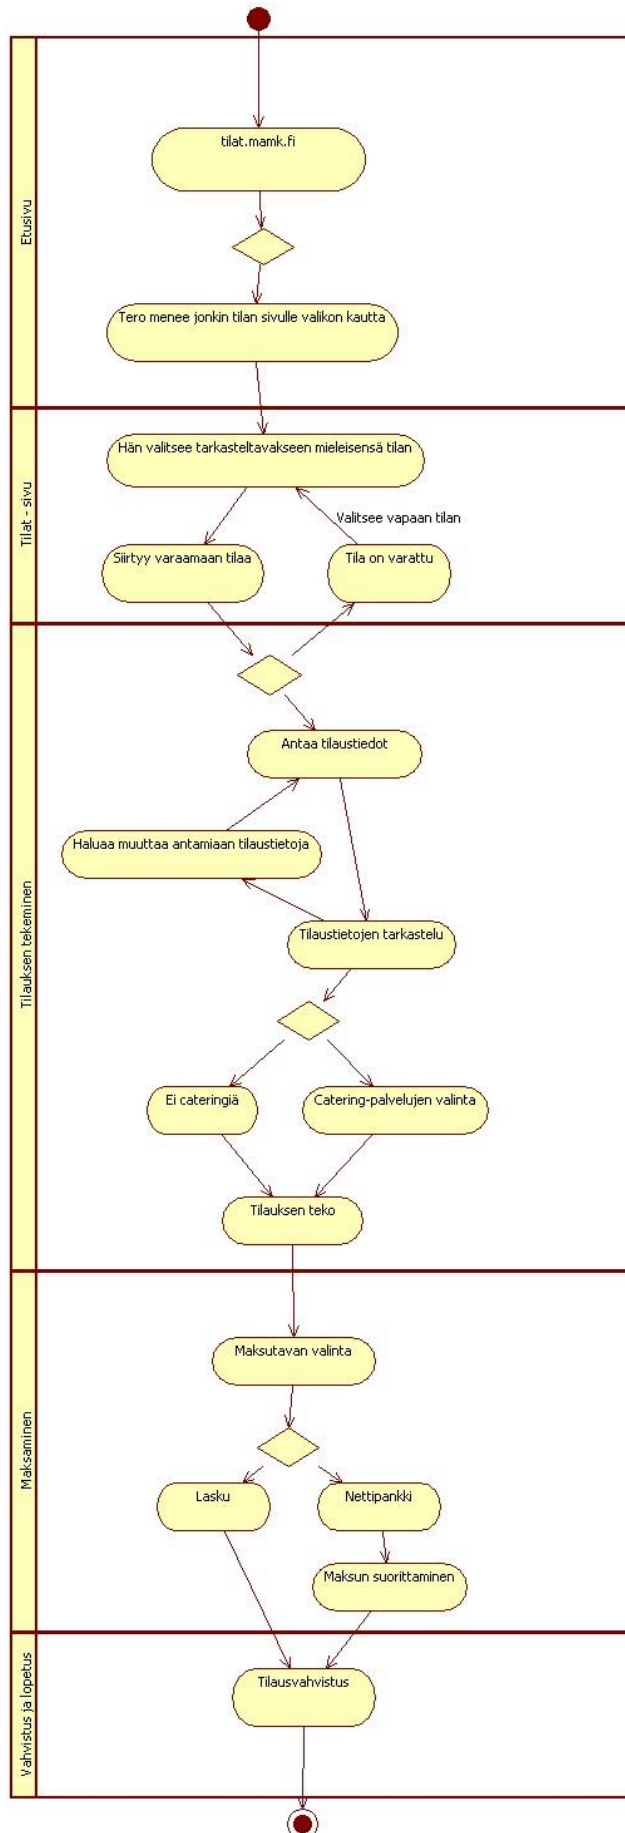 Etusivu
tilat.mamk.fi
Tero menee jonkin tilan sivulle valikon kautta
Tilat - sivu
Hän valitsee tarkasteltavakseen mieleisensä tilan
Valitsee vapaan tilan
Siirtyy varaamaan tilaa
Tila on varattu
Tilauksen tekeminen
Antaa tilaustiedot
Haluaa muuttaa antamiaan tilaustietoja
Tilaustietojen tarkastelu
Ei cateringiä
Catering-palvelujen valinta
Tilauksen teko
Maksaminen
Maksutavan valinta
Lasku
Nettipankki
Maksun suorittaminen
Vahvistus ja lopetus
Tilausvahvistus